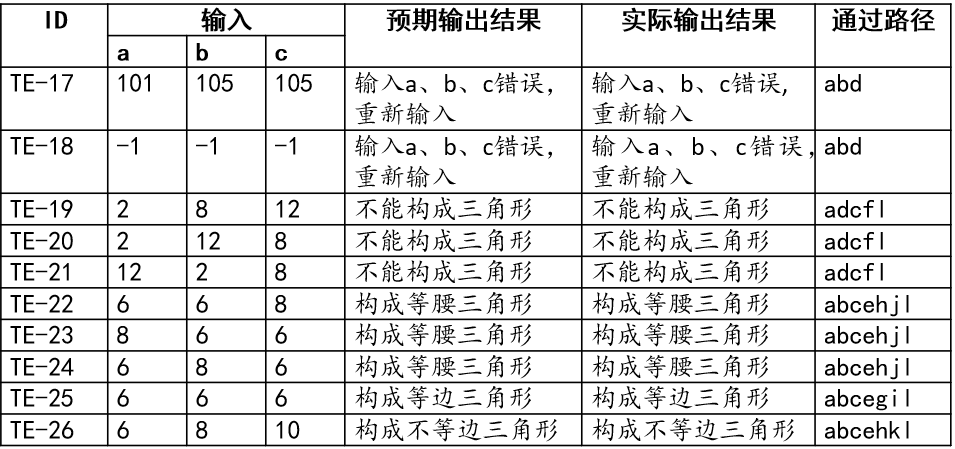 ID 输入 预期输出结果 实际输出结果 通过路径
a b c
TE-17 101 105 105 输入a、b、c错误， 输入a、b、c错误, abd
重新输入 重新输入
TE-18 -1 -1 -1 输入a、b、c错误， 输入a、b、c错误, abd
重新输入 重新输入
TE-19 2 8 12 不能构成三角形 不能构成三角形 adcfl
TE-20 2 12 8 不能构成三角形 不能构成三角形 adcfl
TE-21 12 2 8 不能构成三角形 不能构成三角形 adcfl
TE-22 6 6 8 构成等腰三角形 构成等腰三角形 abcehjl
TE-23 8 6 6 构成等腰三角形 构成等腰三角形 abcehjl
TE-24 6 8 6 构成等腰三角形 构成等腰三角形 abcehjl
TE-25 6 6 6 构成等边三角形 构成等边三角形 abcegil
TE-26 6 8 10 构成不等边三角形 构成不等边三角形 abcehkl